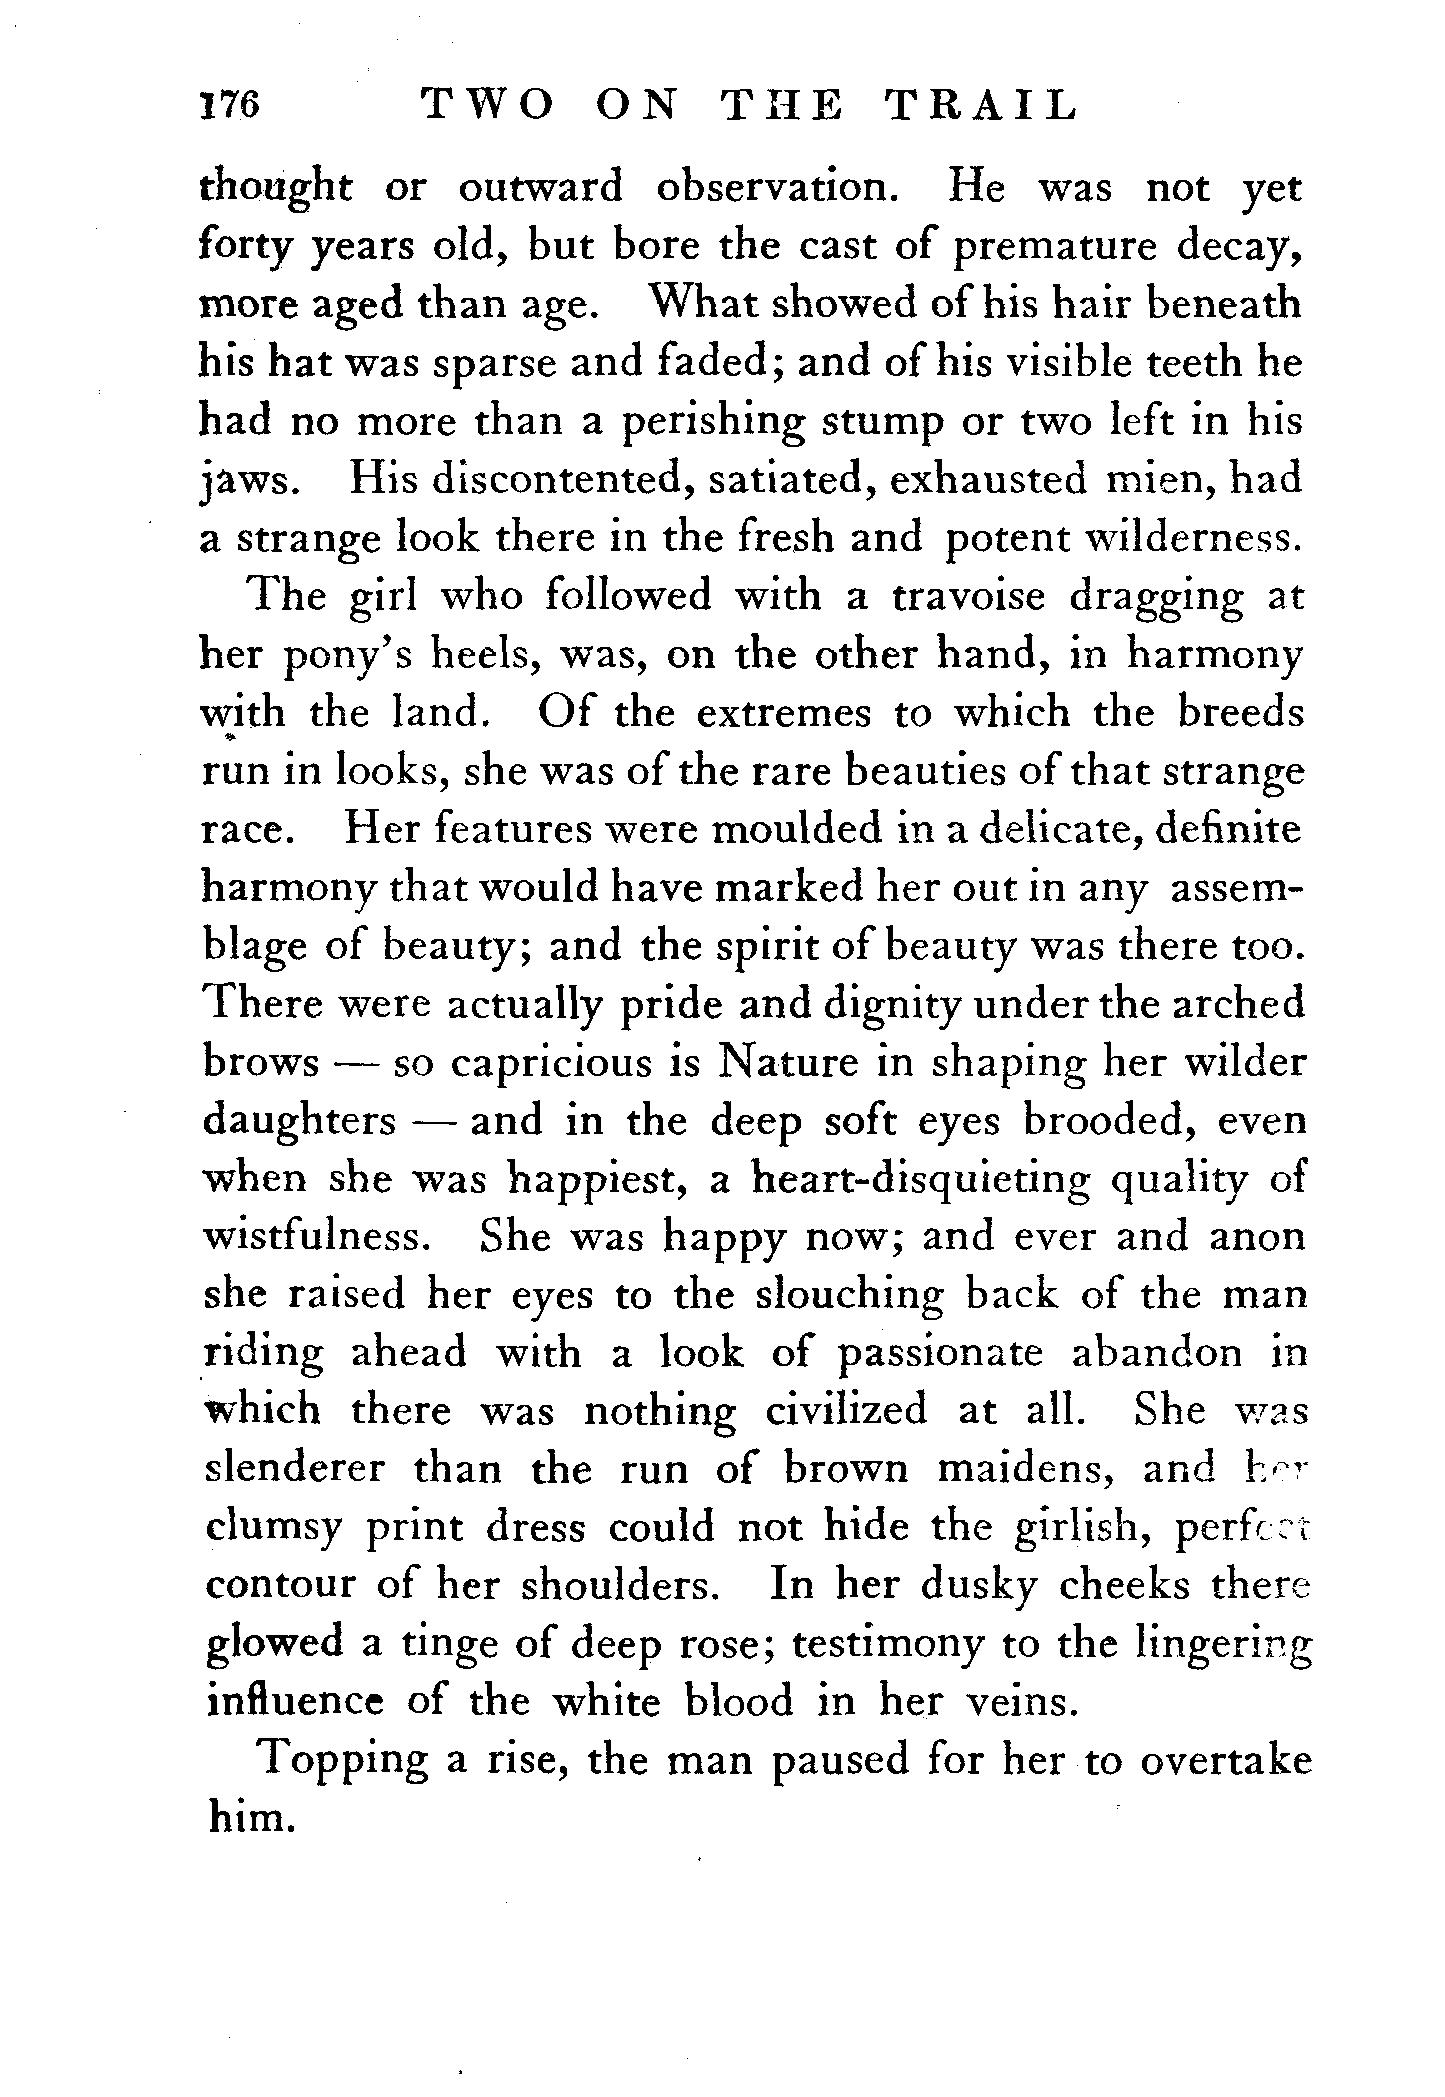 176 TWO ON THE TRAIL
thought or outward observation. He was not yet
forty years old, but bore the cast of premature decay,
more aged than age. What showed of his hair beneath
his hat was sparse and faded; and of his visible teeth he
had no more than a perishing stump or two left in his
jaws. His discontented, satiated, exhausted mien, had
a strange look there in the fresh and potent wilderness.
The girl who followed with a travoise dragging at
her pony's heels, was, on the other hand, in harmony
with the land. Of the extremes to which the breeds
run in looks, she was of the rare beauties of that strange
race. Her features were moulded in a delicate, definite
harmony that would have marked her out in any assem-
blage of beauty; and the spirit of beauty was there too.
There were actually pride and dignity under the arched
brows — so capricious is Nature in shaping her wilder
daughters — and in the deep soft eyes brooded, even
when she was happiest, a heart-disquieting quality of
wistfulness. She was happy now; and ever and anon
she raised her eyes to the slouching back of the man
riding ahead with a look of passionate abandon in
which there was nothing civilized at all. She was
slenderer than the run of brown maidens, and her
clumsy print dress could not hide the girlish, perfect
contour of her shoulders. In her dusky cheeks there
glowed a tinge of deep rose; testimony to the lingering
influence of the white blood in her veins.
Topping a rise, the man paused for her to overtake
him.